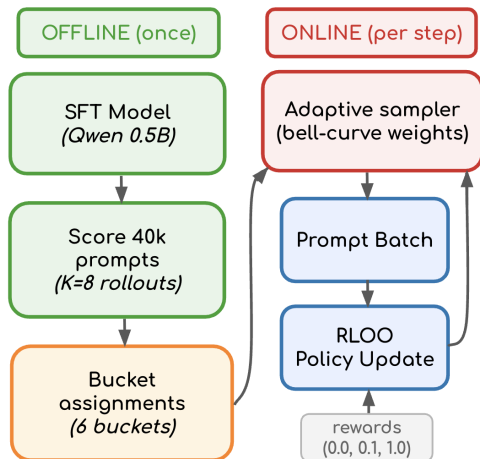 OFFLINE (once)
SFT Model
(Qwen 0.5B)
Score 40k
prompts
(K=8 rollouts)
Bucket
assignments
(6 buckets)
ONLINE (per step)
Adaptive sampler
(bell-curve weights)
Prompt Batch
RLOO
Policy Update
rewards
(0.0, 0.1, 1.0)